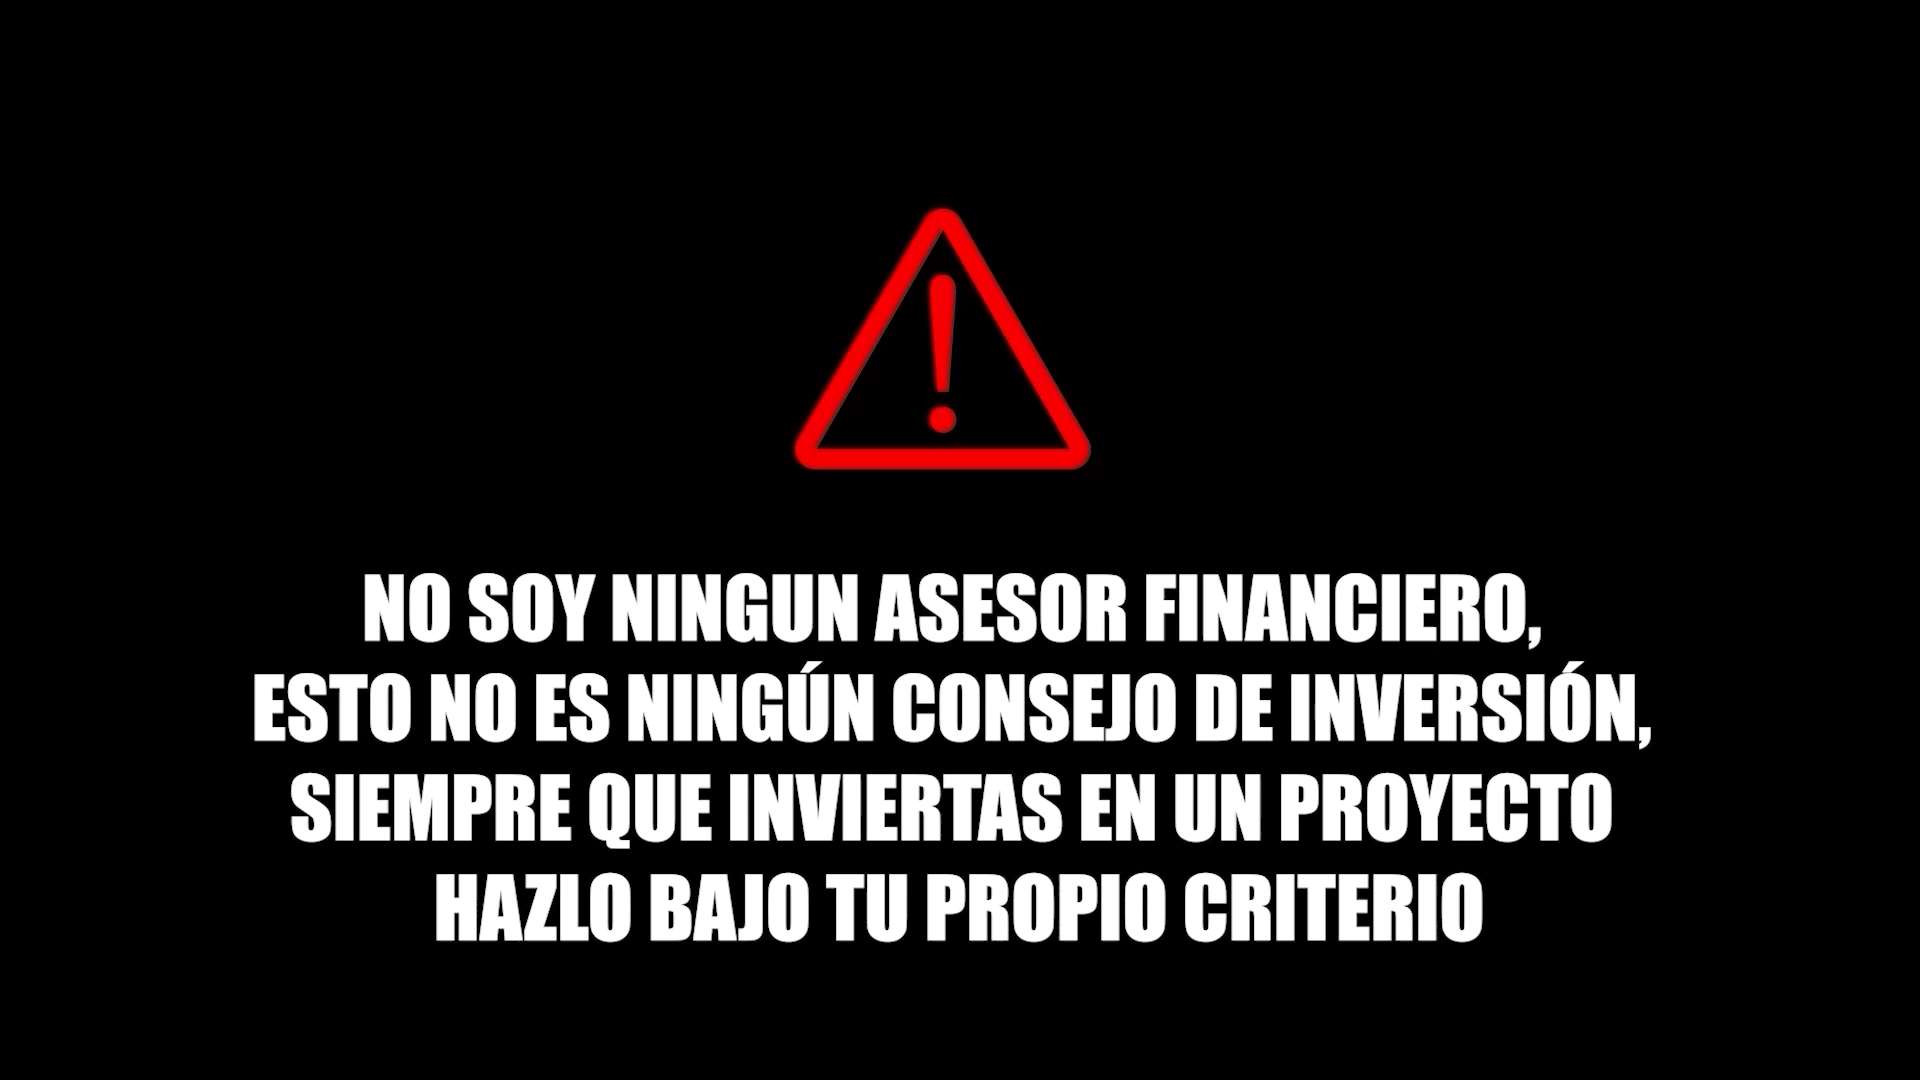 NO SOY NINGUN ASESOR FINANCIERO,
ESTO NO ES NINGÚN CONSEJO DE INVERSIÓN,
SIEMPRE QUE INVIERTAS EN UN PROYECTO
HAZLO BAJO TU PROPIO CRITERIO